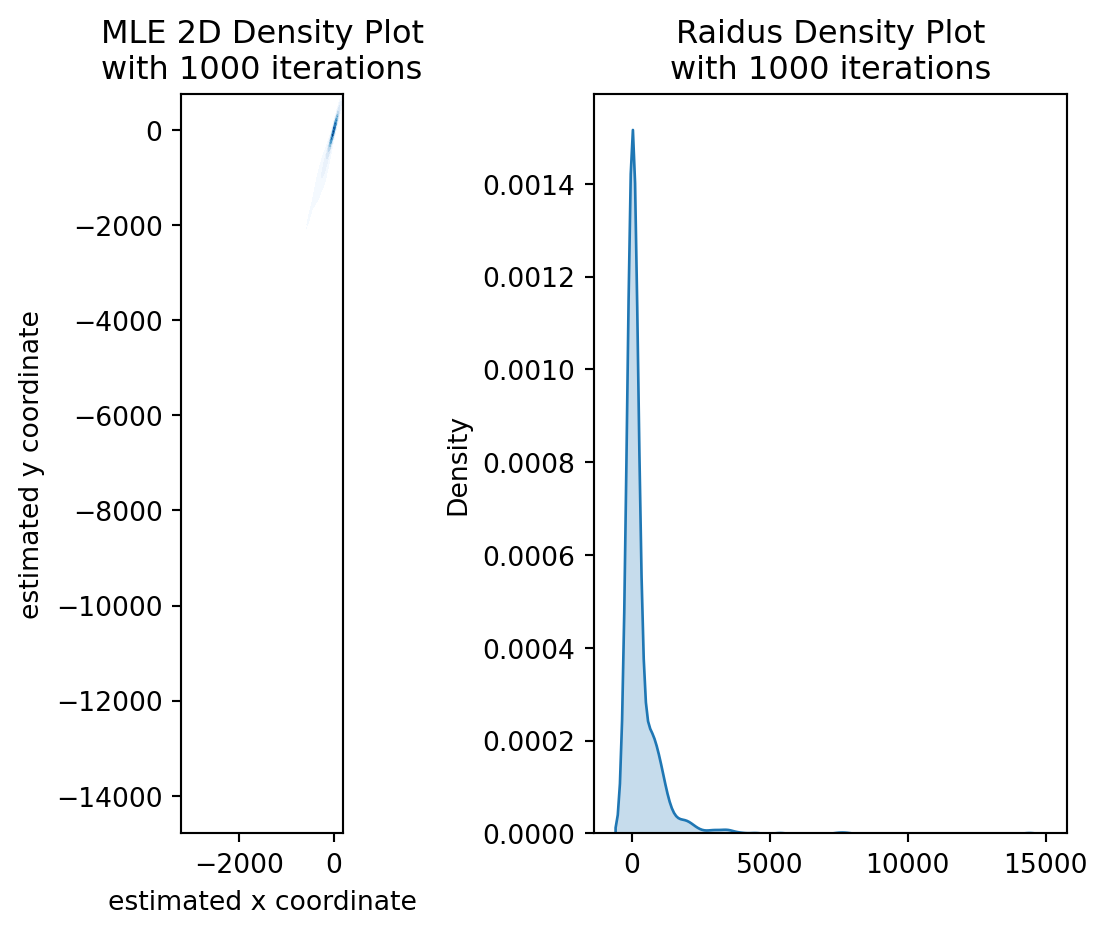 MLE 2D Density Plot
with 1000 iterations
0
−2000
−4000
−6000
−8000
−10000
−12000
−14000
estimated y coordinate
−2000 0
estimated x coordinate
Raidus Density Plot
with 1000 iterations
0.0014
0.0012
0.0010
0.0008
0.0006
0.0004
0.0002
0.0000
Density
0 5000 10000 15000